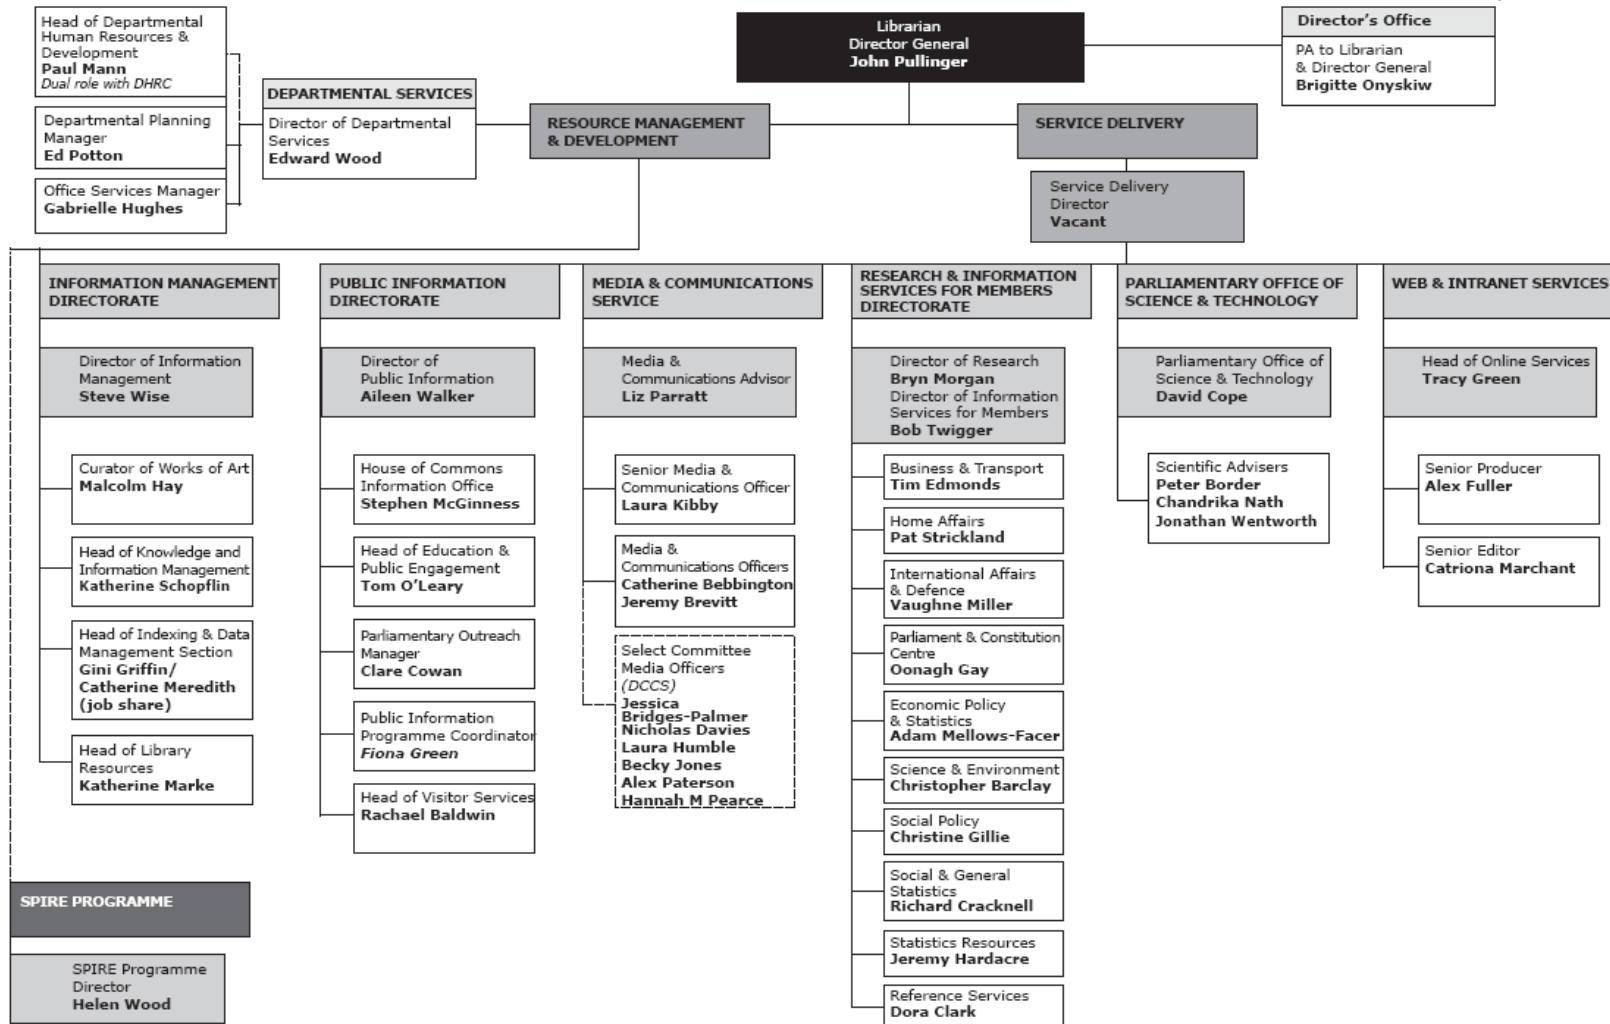 Head of Departmental
Human Resources &
Development
Paul Mann
Dual role with DHRC
Departmental Planning
Manager
Ed Potton
Office Services Manager
Gabrielle Hughes
DEPARTMENTAL SERVICES
Director of Departmental
Services
Edward Wood
Librarian
Director General
John Pullinger
Director's Office
PA to Librarian
& Director General
Brigitte Onyskiw
RESOURCE MANAGEMENT
& DEVELOPMENT
SERVICE DELIVERY
Service Delivery
Director
Vacant
INFORMATION MANAGEMENT
DIRECTORATE
Director of Information
Management
Steve Wise
Curator of Works of Art
Malcolm Hay
Head of Knowledge and
Information Management
Katherine Schopflin
Head of Indexing & Data
Management Section
Gini Griffin/
Catherine Meredith
(job share)
Head of Library
Resources
Katherine Marke
PUBLIC INFORMATION
DIRECTORATE
Director of
Public Information
Aileen Walker
House of Commons
Information Office
Stephen McGinness
Head of Education &
Public Engagement
Tom O'Leary
Parliamentary Outreach
Manager
Clare Cowan
Public Information
Programme Coordinator
Fiona Green
Head of Visitor Services
Rachael Baldwin
MEDIA & COMMUNICATIONS
SERVICE
Media &
Communications Advisor
Liz Parratt
Senior Media &
Communications Officer
Laura Kibby
Media &
Communications Officers
Catherine Bebbington
Jeremy Brevitt
Select Committee
Media Officers
(DCCS)
Jessica
Bridges-Palmer
Nicholas Davies
Laura Humble
Becky Jones
Alex Paterson
Hannah M Pearce
RESEARCH & INFORMATION
SERVICES FOR MEMBERS
DIRECTORATE
Director of Research
Bryn Morgan
Director of Information
Services for Members
Bob Twigger
Business & Transport
Tim Edmonds
Home Affairs
Pat Strickland
International Affairs
& Defence
Vaughne Miller
Parliament & Constitution
Centre
Oonagh Gay
Economic Policy
& Statistics
Adam Mellows-Facer
Science & Environment
Christopher Barclay
Social Policy
Christine Gillie
Social & General
Statistics
Richard Cracknell
Statistics Resources
Jeremy Hardacre
Reference Services
Dora Clark
PARLIAMENTARY OFFICE OF
SCIENCE & TECHNOLOGY
Parliamentary Office of
Science & Technology
David Cope
Scientific Advisers
Peter Border
Chandrika Nath
Jonathan Wentworth
WEB & INTRANET SERVICES
Head of Online Services
Tracy Green
Senior Producer
Alex Fuller
Senior Editor
Catriona Marchant
SPIRE PROGRAMME
SPIRE Programme
Director
Helen Wood